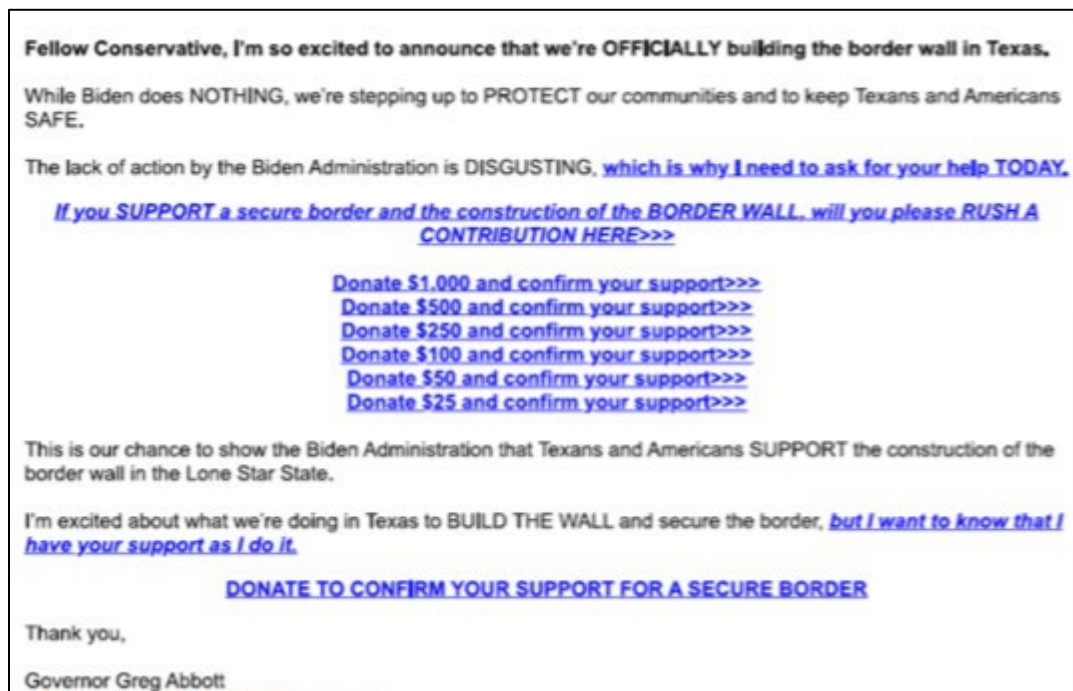 Fellow Conservative, I'm so excited to announce that we're OFFICIALLY building the border wall in Texas.
While Biden does NOTHING, we're stepping up to PROTECT our communities and to keep Texans and Americans
SAFE.
The lack of action by the Biden Administration is DISGUSTING, which is why I need to ask for your help TODAY.
If you SUPPORT a secure border and the construction of the BORDER WALL, will you please RUSH A
CONTRIBUTION HERE>>>
Donate $1,000 and confirm your support>>>
Donate $500 and confirm your support>>>
Donate $250 and confirm your support>>>
Donate $100 and confirm your support>>>
Donate $50 and confirm your support>>>
Donate $25 and confirm your support>>>
This is our chance to show the Biden Administration that Texans and Americans SUPPORT the construction of the
border wall in the Lone Star State.
I'm excited about what we're doing in Texas to BUILD THE WALL and secure the border, but I want to know that I
have your support as I do it.
DONATE TO CONFIRM YOUR SUPPORT FOR A SECURE BORDER
Thank you,
Governor Greg Abbott